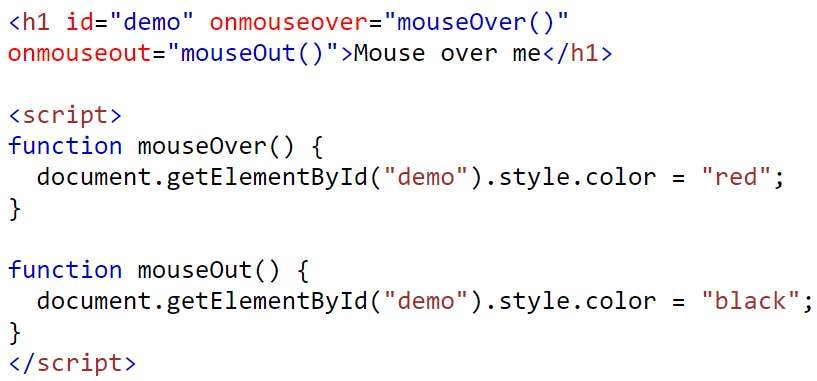 <h1 id="demo" onmouseover="mouseOver()"
onmouseout="mouseOut()">Mouse over me</h1>
<script>
function mouseOver() {
document.getElementById("demo").style.color = "red";
}
function mouseOut() {
document.getElementById("demo").style.color = "black";
}
</script>